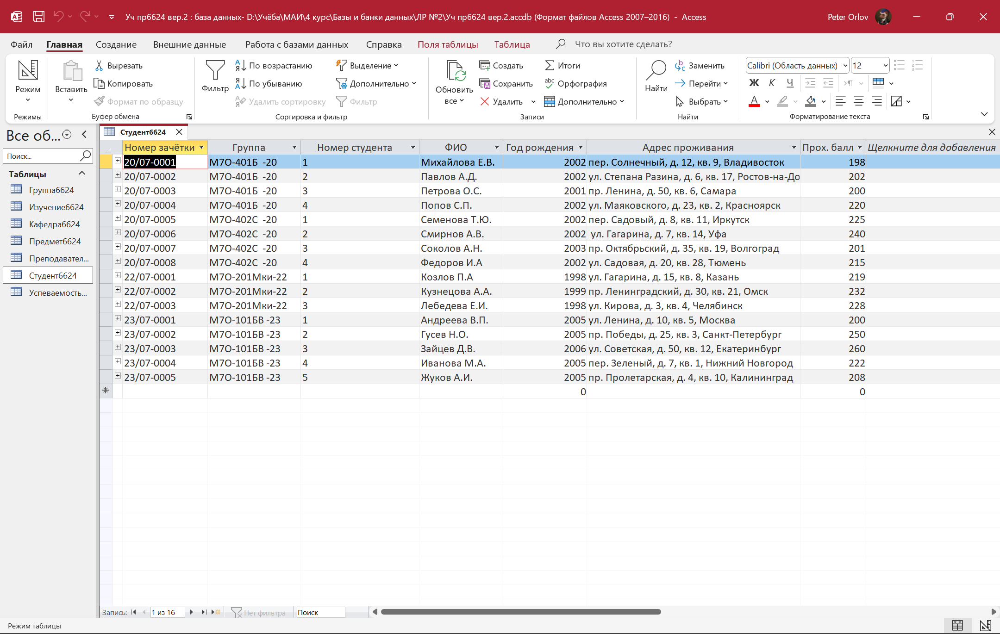 Уч пр6624 вер.2 : база данных- D:\Учёба\МАИ\4 курс\Базы и банки данных\ЛР №2\Уч пр6624 вер.2.accdb (Формат файлов Access 2007–2016) - Access
Peter Orlov
Файл Главная Создание Внешние данные Работа с базами данных Справка Поля таблицы Таблица Что вы хотите сделать?
Режим
Режимы
Вставить
Вырезать
Копировать
Формат по образцу
Буфер обмена
Фильтр
По возрастанию
По убыванию
Удалить сортировку
Выделение
Дополнительно
Фильтр
Сортировка и фильтр
Обновить
все
Создать
Сохранить
Удалить
Итоги
Орфография
Дополнительно
Записи
Найти
Заменить
Перейти
Выбрать
Найти
Calibri (Область данных) 12
Ж К Ч
Форматирование текста
Все об...
Поиск...
Таблицы
Группа6624
Изучение6624
Кафедра6624
Предмет6624
Преподавател...
Студент6624
Успеваемость...
Студент6624
Номер зачётки Группа Номер студента ФИО Год рождения Адрес проживания Прох. балл Щелкните для добавления
20/07-0001 М7О-401Б -20 1 Михайлова Е.В. 2002 пер. Солнечный, д. 12, кв. 9, Владивосток 198
20/07-0002 М7О-401Б -20 2 Павлов А.Д. 2002 ул. Степана Разина, д. 6, кв. 17, Ростов-на-До 202
20/07-0003 М7О-401Б -20 3 Петрова О.С. 2001 пр. Ленина, д. 50, кв. 6, Самара 200
20/07-0004 М7О-401Б -20 4 Попов С.П. 2002 ул. Маяковского, д. 23, кв. 2, Красноярск 220
20/07-0005 М7О-402С -20 1 Семенова Т.Ю. 2002 пер. Садовый, д. 8, кв. 11, Иркутск 225
20/07-0006 М7О-402С -20 2 Смирнов А.В. 2002 ул. Гагарина, д. 7, кв. 14, Уфа 240
20/07-0007 М7О-402С -20 3 Соколов А.Н. 2003 пр. Октябрьский, д. 35, кв. 19, Волгоград 201
20/07-0008 М7О-402С -20 4 Федоров И.А 2002 ул. Садовая, д. 20, кв. 28, Тюмень 215
22/07-0001 М7О-201Мки-22 1 Козлов П.А 1998 ул. Гагарина, д. 15, кв. 8, Казань 219
22/07-0002 М7О-201Мки-22 2 Кузнецова А.А. 1999 пр. Ленинградский, д. 30, кв. 21, Омск 232
22/07-0003 М7О-201Мки-22 3 Лебедева Е.И. 1998 ул. Кирова, д. 3, кв. 4, Челябинск 228
23/07-0001 М7О-101БВ -23 1 Андреева В.П. 2005 ул. Ленина, д. 10, кв. 5, Москва 200
23/07-0002 М7О-101БВ -23 2 Гусев Н.О. 2005 пр. Победы, д. 25, кв. 3, Санкт-Петербург 250
23/07-0003 М7О-101БВ -23 3 Зайцев Д.В. 2006 ул. Советская, д. 50, кв. 12, Екатеринбург 260
23/07-0004 М7О-101БВ -23 4 Иванова М.А. 2005 пер. Зеленый, д. 7, кв. 1, Нижний Новгород 222
23/07-0005 М7О-101БВ -23 5 Жуков А.И. 2005 пр. Пролетарская, д. 4, кв. 10, Калининград 208
0 0
Запись: 1 из 16 Нет фильтра Поиск
Режим таблицы